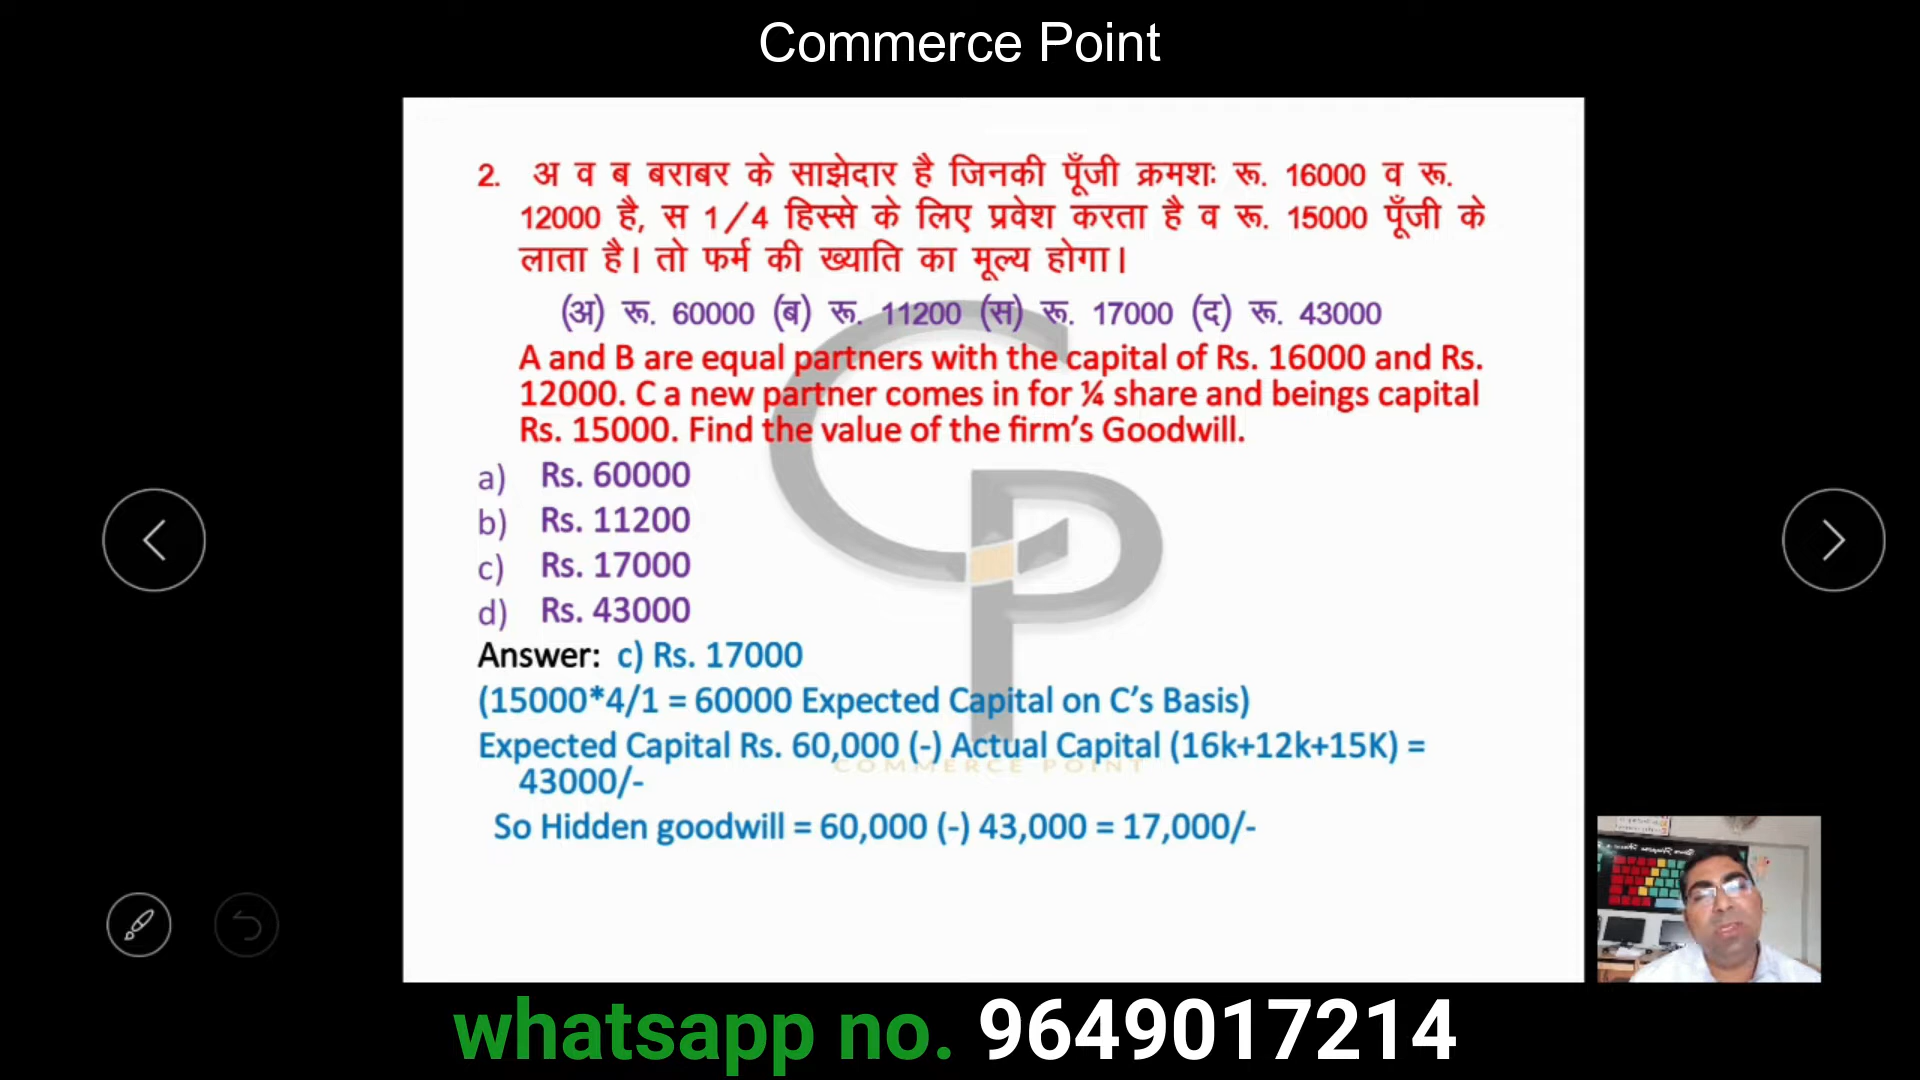 Commerce Point
2. अ व ब बराबर के साझेदार है जिनकी पूँजी क्रमशः रू. 16000 व रू.
12000 है, स 1/4 हिस्से के लिए प्रवेश करता है व रू. 15000 पूँजी के
लाता है। तो फर्म की ख्याति का मूल्य होगा।
(अ) रू. 60000 (ब) रू. 11200 (स) रू. 17000 (द) रू. 43000
A and B are equal partners with the capital of Rs. 16000 and Rs.
12000. C a new partner comes in for ¼ share and beings capital
Rs. 15000. Find the value of the firm's Goodwill.
a) Rs. 60000
b) Rs. 11200
c) Rs. 17000
d) Rs. 43000
Answer: c) Rs. 17000
(15000*4/1 = 60000 Expected Capital on C's Basis)
Expected Capital Rs. 60,000 (-) Actual Capital (16k+12k+15K) =
43000/-
COMMERCE POINT
So Hidden goodwill = 60,000 (-) 43,000 = 17,000/-
whatsapp no. 9649017214